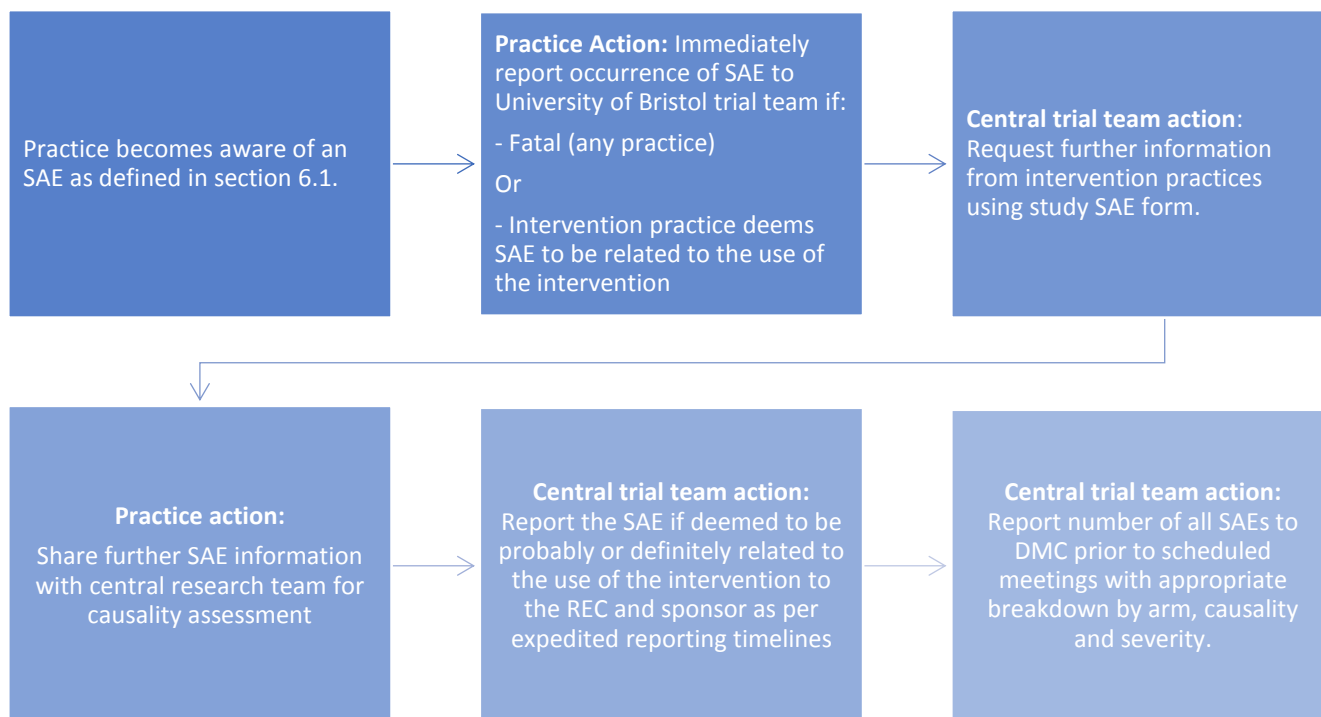 Practice becomes aware of an
SAE as defined in section 6.1.
Practice Action: Immediately
report occurrence of SAE to
University of Bristol trial team if:
- Fatal (any practice)
Or
- Intervention practice deems
SAE to be related to the use of
the intervention
Central trial team action:
Request further information
from intervention practices
using study SAE form.
Practice action:
Share further SAE information
with central research team for
causality assessment
Central trial team action:
Report the SAE if deemed to be
probably or definitely related to
the use of the intervention to
the REC and sponsor as per
expedited reporting timelines
Central trial team action:
Report number of all SAEs to
DMC prior to scheduled
meetings with appropriate
breakdown by arm, causality
and severity.